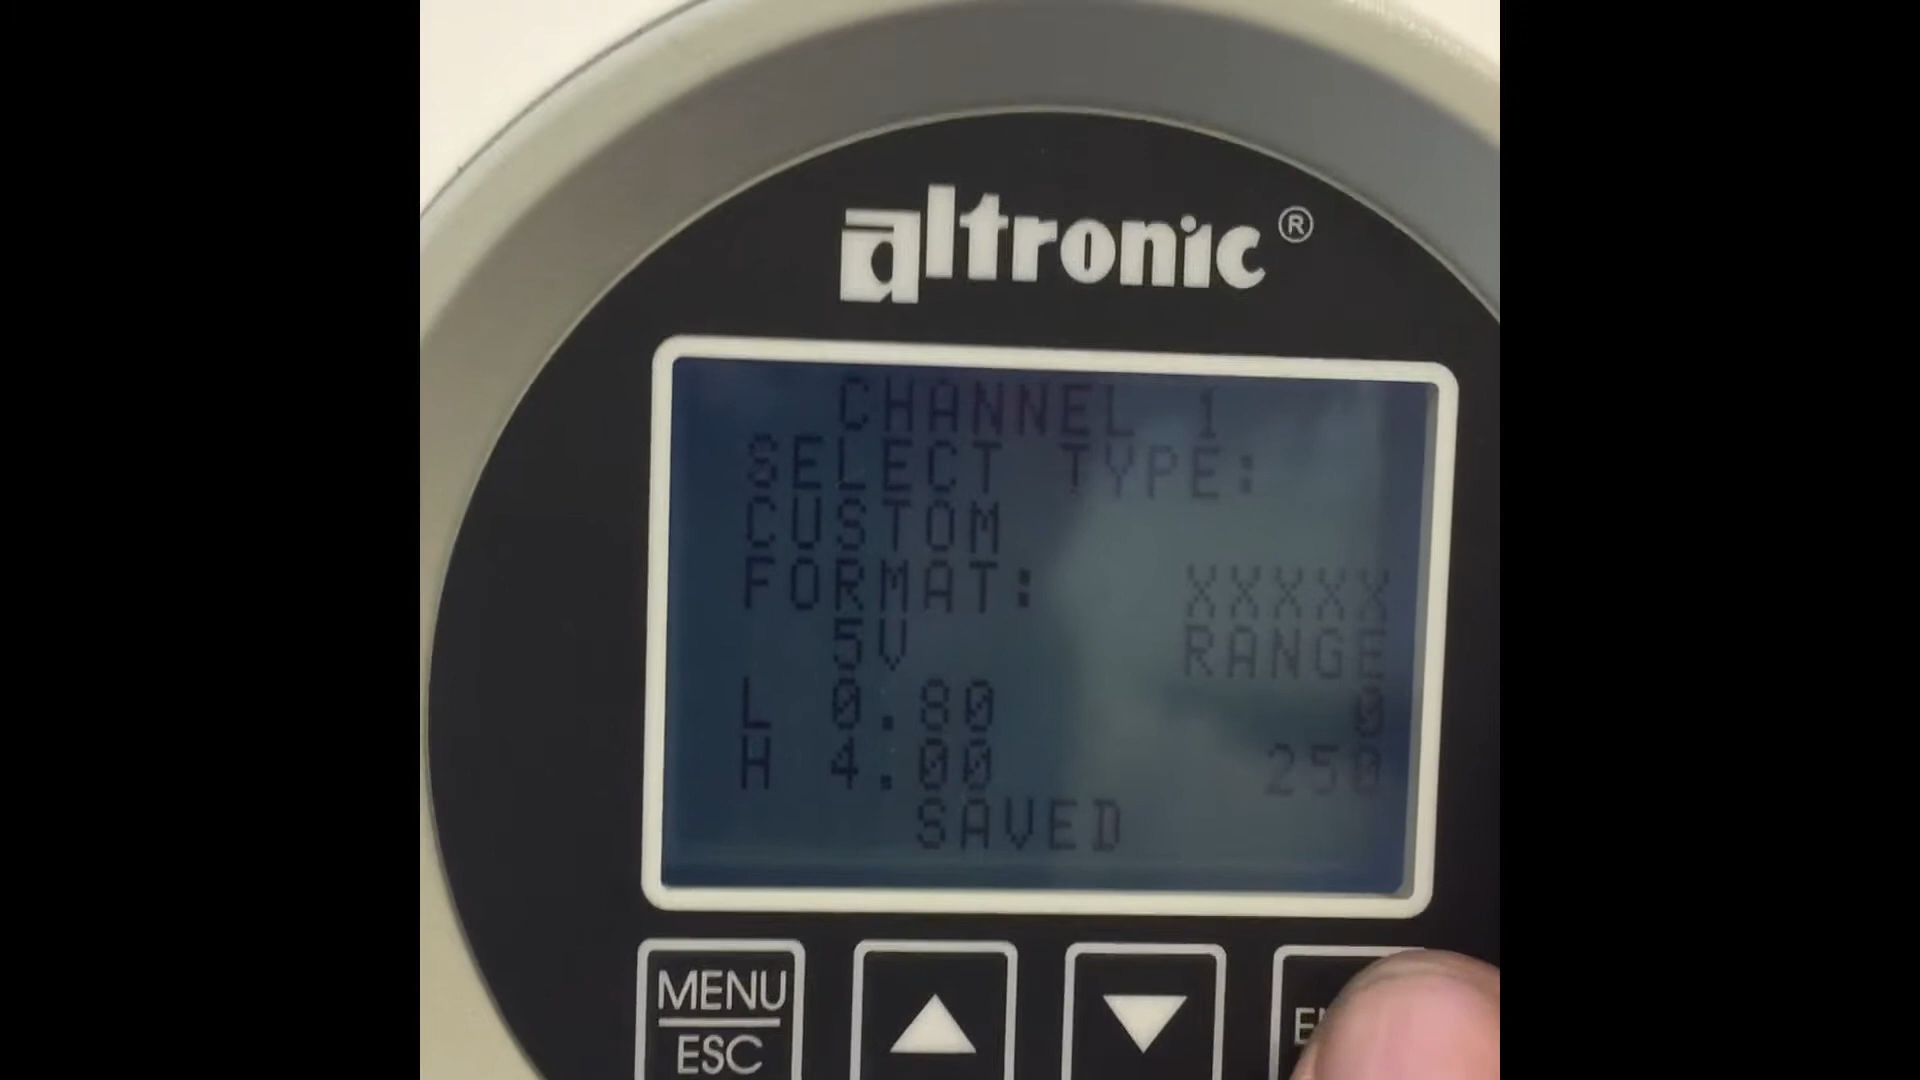 altronic ®
CHANNEL 1
SELECT TYPE:
CUSTOM
FORMAT: XXXXX
5V RANGE
L 0.80 0
H 4.00 250
SAVED
MENU
ESC